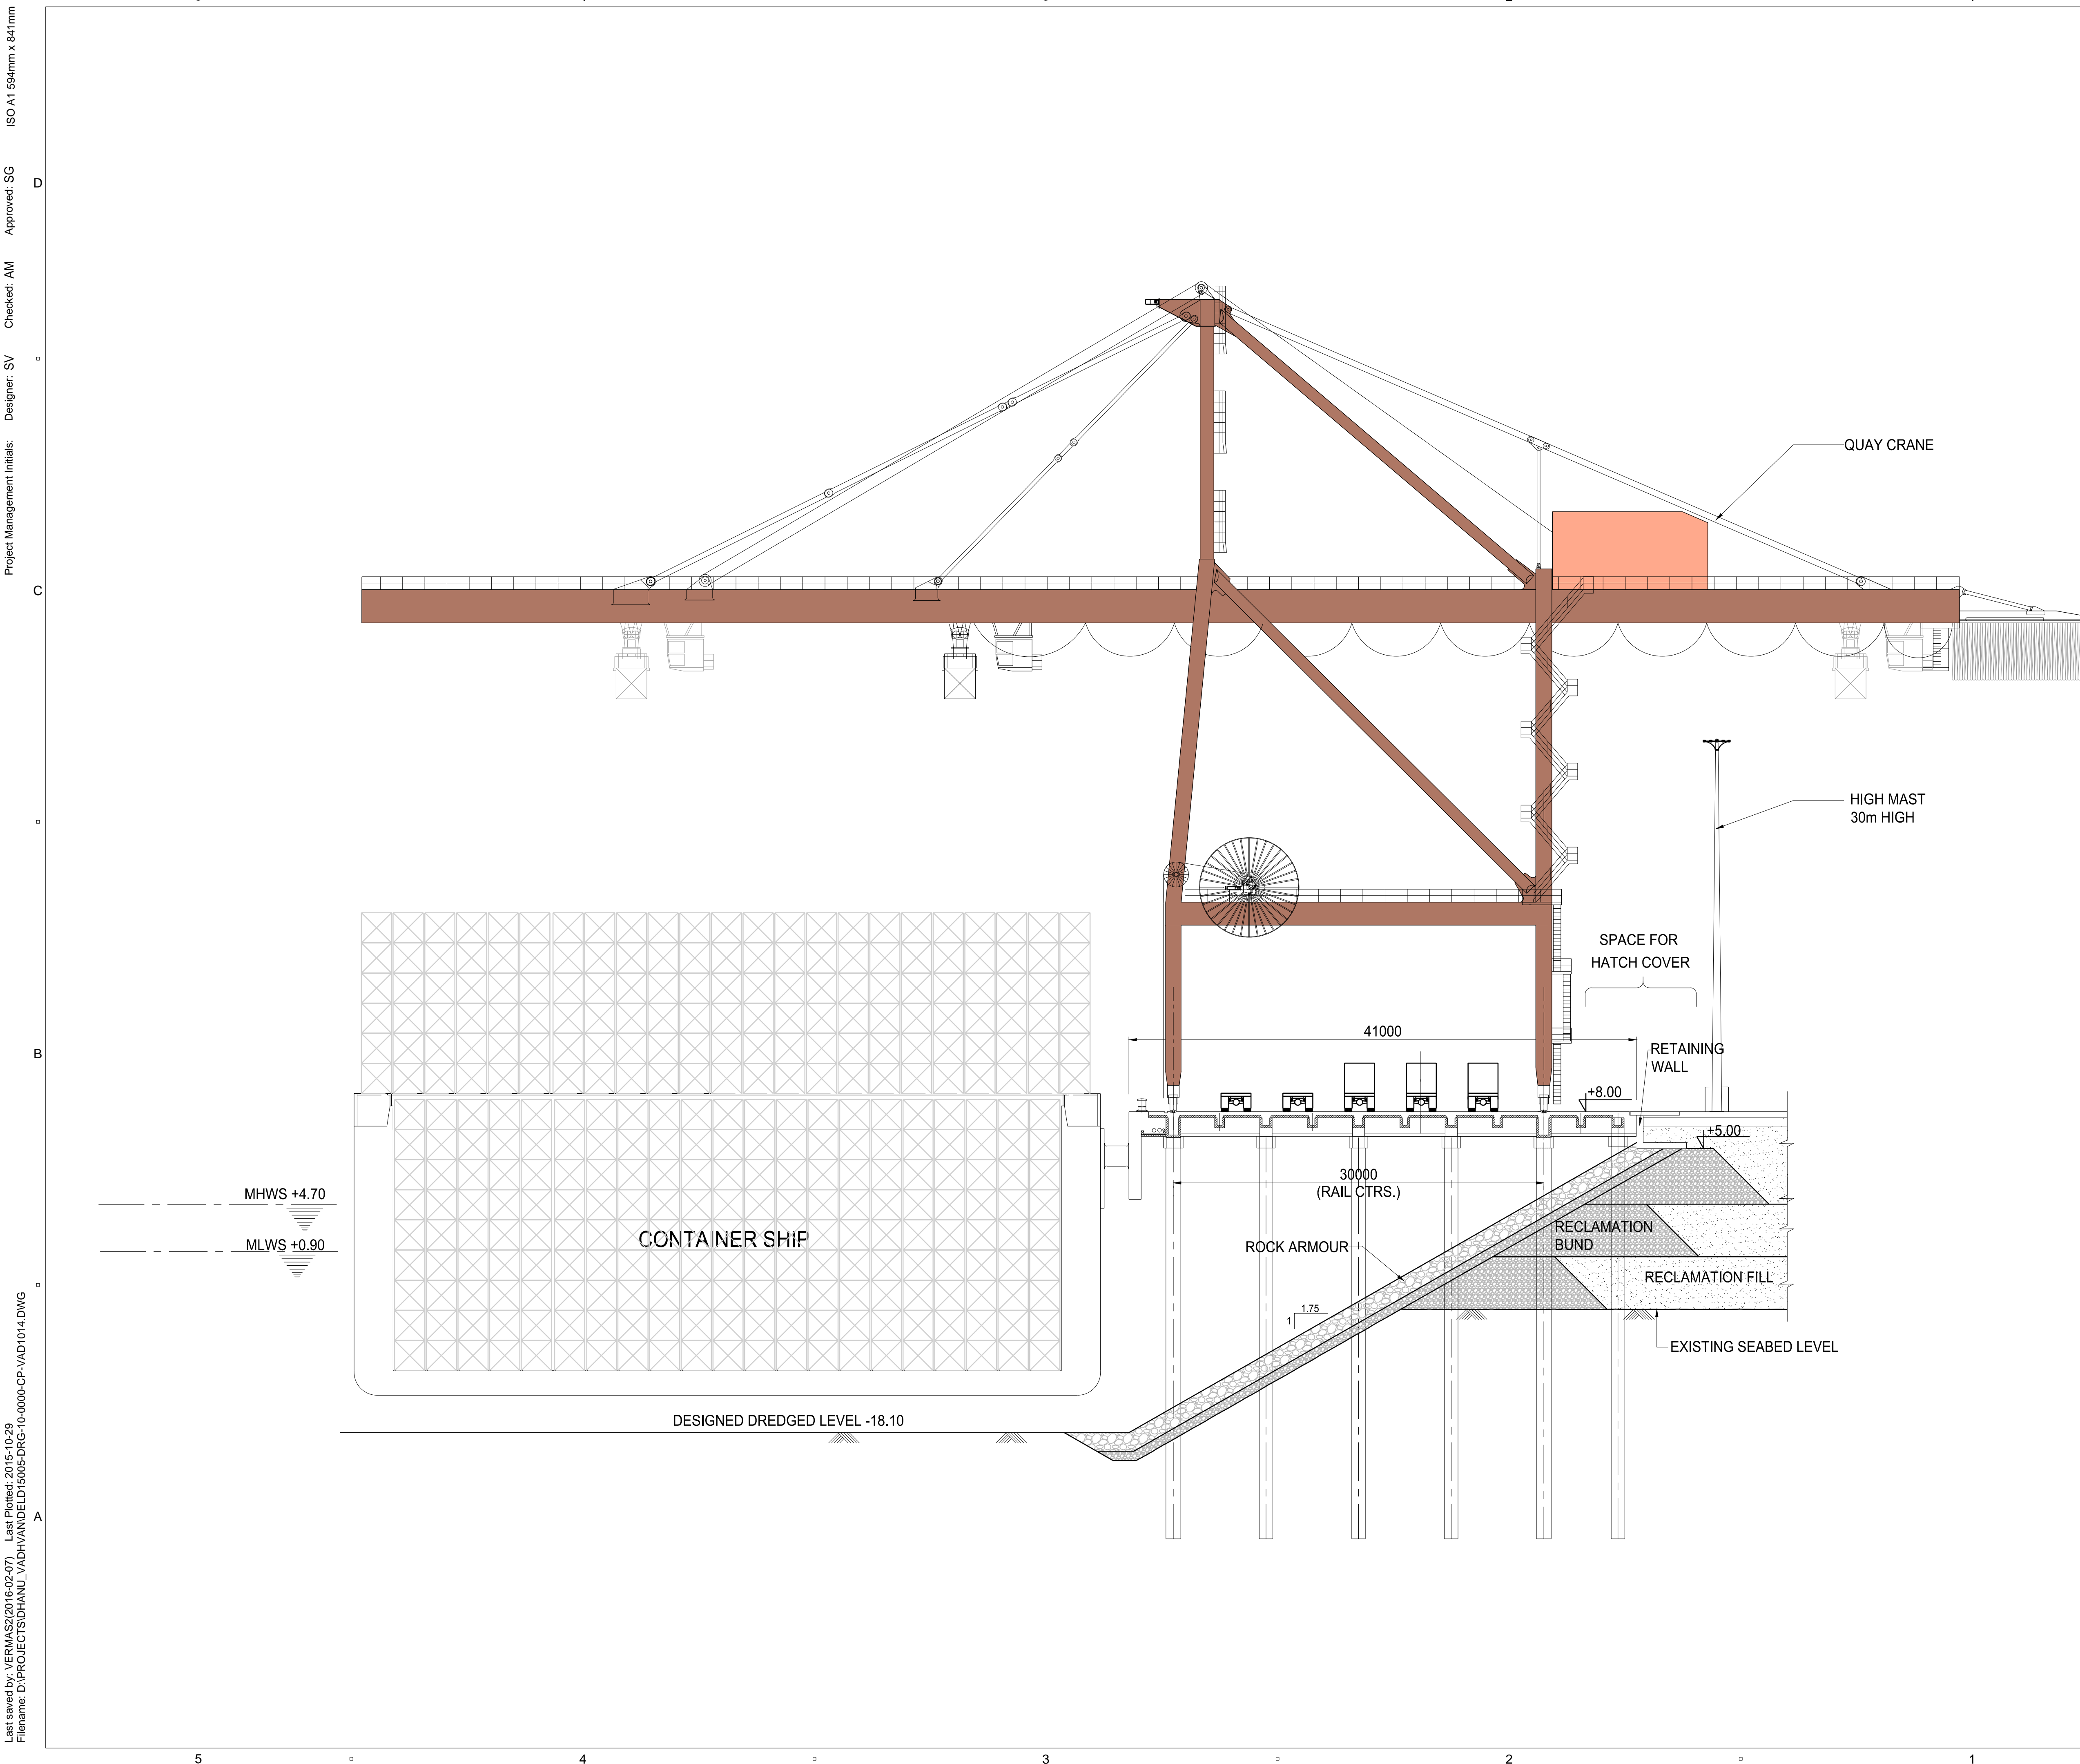 ISO A1 594mm x 841mm
Project Management Initials: Designer: SV Checked: AM Approved: SG
Last saved by: VERMAS2(2016-02-07) Last Plotted: 2015-10-29
Filename: D:\PROJECTS\DHANU_VADHVAN\DELD15005-DRG-10-0000-CP-VAD1014.DWG
D
C
B
A
QUAY CRANE
HIGH MAST
30m HIGH
SPACE FOR
HATCH COVER
41000
RETAINING
WALL
+8.00
+5.00
30000
(RAIL CTRS.)
MHWS +4.70
MLWS +0.90
CONTAINER SHIP
ROCK ARMOUR
RECLAMATION
BUND
RECLAMATION FILL
1.75
1
EXISTING SEABED LEVEL
DESIGNED DREDGED LEVEL -18.10
5
4
3
2
1